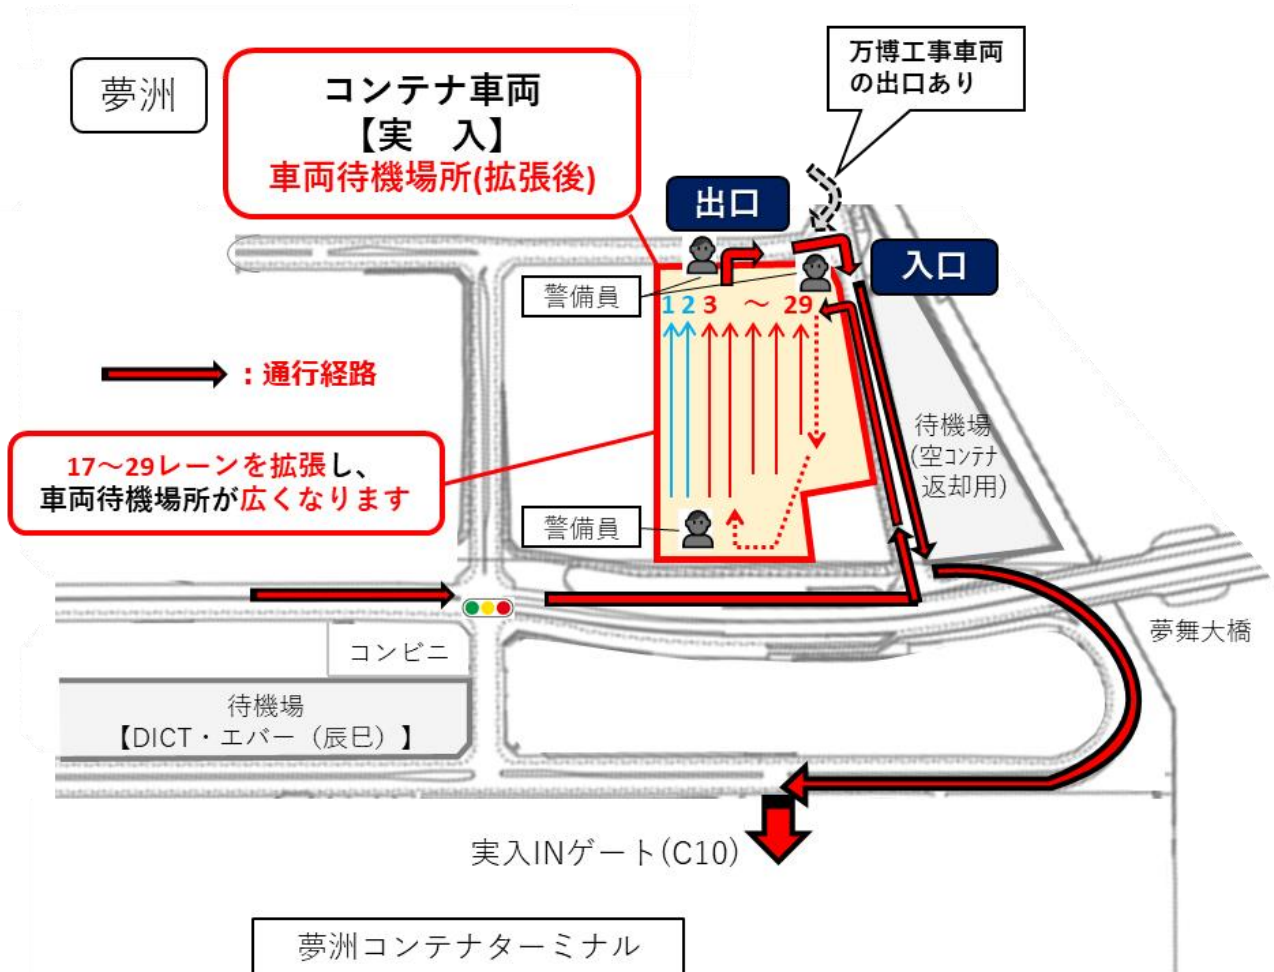 夢洲
コンテナ車両
【実　入】
車両待機場所(拡張後)
万博工事車両
の出口あり
出口
入口
警備員
1 2 3 ～ 29
：通行経路
待機場
(空コンテナ
返却用)
17～29レーンを拡張し、
車両待機場所が広くなります
警備員
コンビニ
夢舞大橋
待機場
【DICT・エバー（辰巳）】
実入INゲート(C10)
夢洲コンテナターミナル